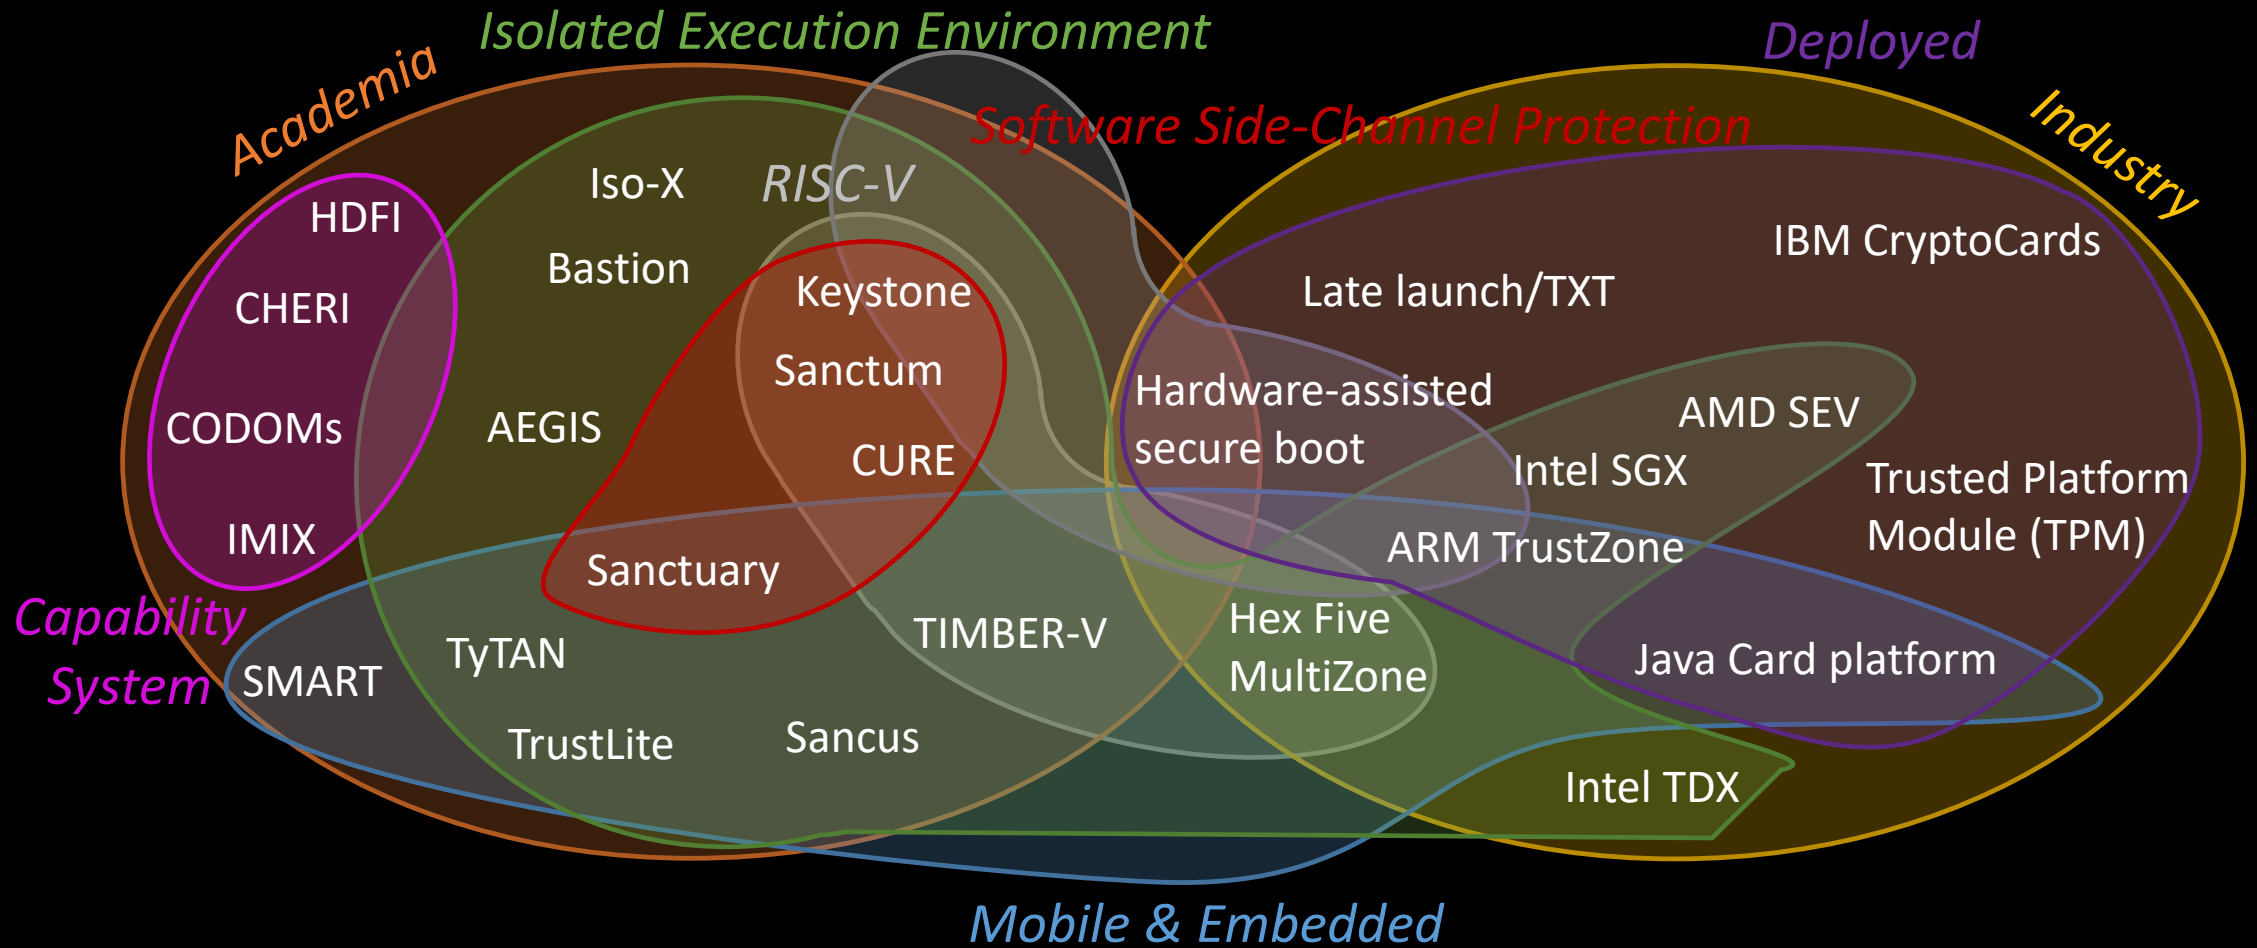 Isolated Execution Environment
Deployed
Academia
Software Side-Channel Protection
Industry
Iso-X
RISC-V
HDFI
IBM CryptoCards
Bastion
Keystone
Late launch/TXT
CHERI
Sanctum
Hardware-assisted
secure boot
AMD SEV
CODOMs
AEGIS
CURE
Intel SGX
Trusted Platform
Module (TPM)
IMIX
ARM TrustZone
Sanctuary
Capability
System
Hex Five
MultiZone
TIMBER-V
TyTAN
Java Card platform
SMART
TrustLite
Sancus
Intel TDX
Mobile & Embedded